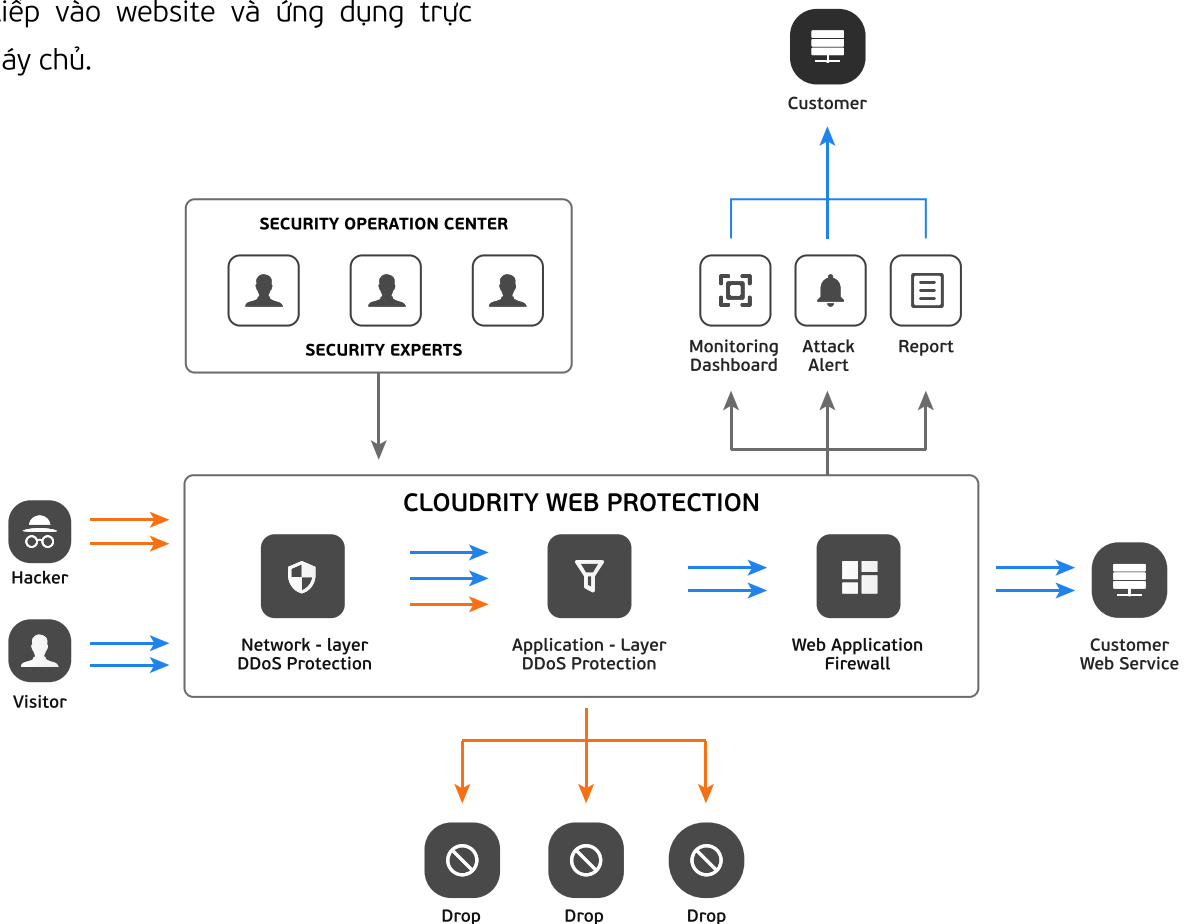 tiếp vào website và ứng dụng trực
áy chủ.
Customer
SECURITY OPERATION CENTER
SECURITY EXPERTS
Monitoring
Dashboard
Attack
Alert
Report
CLOUDRITY WEB PROTECTION
Hacker
Visitor
Network - layer
DDoS Protection
Application - Layer
DDoS Protection
Web Application
Firewall
Customer
Web Service
Drop
Drop
Drop